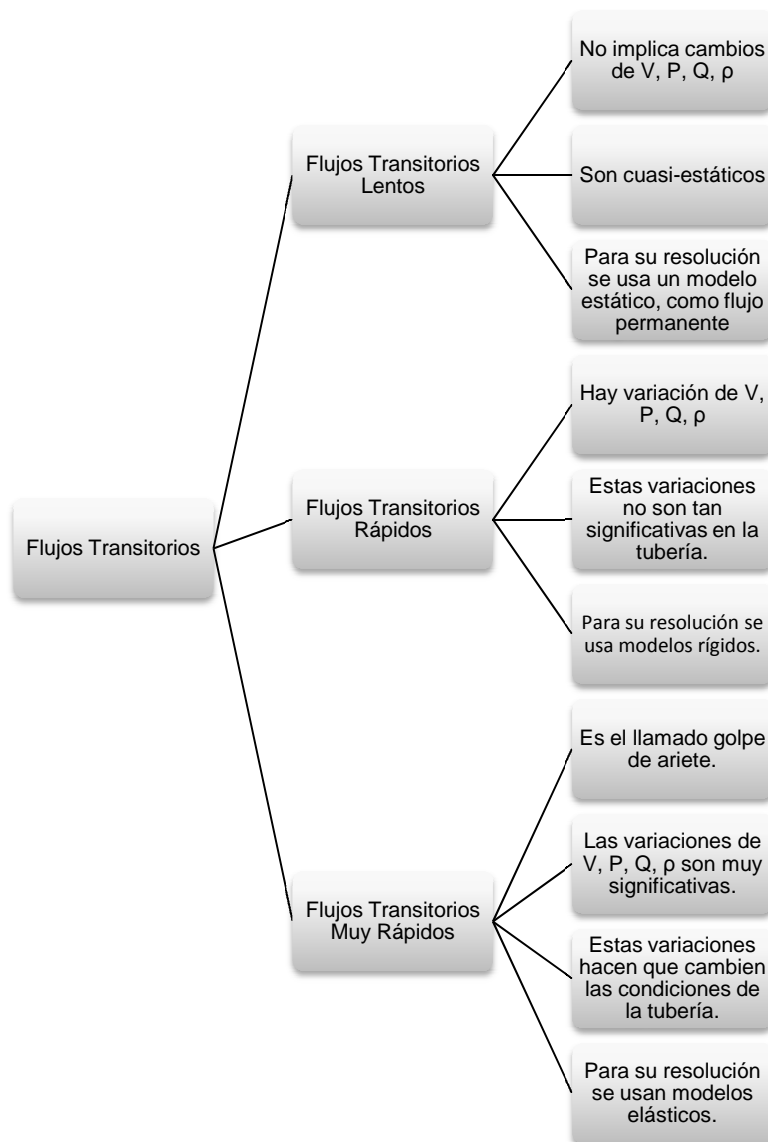 Flujos Transitorios
Flujos Transitorios
Lentos
No implica cambios
de V, P, Q, ρ
Son cuasi-estáticos
Para su resolución
se usa un modelo
estático, como flujo
permanente
Flujos Transitorios
Rápidos
Hay variación de V,
P, Q, ρ
Estas variaciones
no son tan
significativas en la
tubería.
Para su resolución se
usa modelos rígidos.
Flujos Transitorios
Muy Rápidos
Es el llamado golpe
de ariete.
Las variaciones de
V, P, Q, ρ son muy
significativas.
Estas variaciones
hacen que cambien
las condiciones de
la tubería.
Para su resolución
se usan modelos
elásticos.